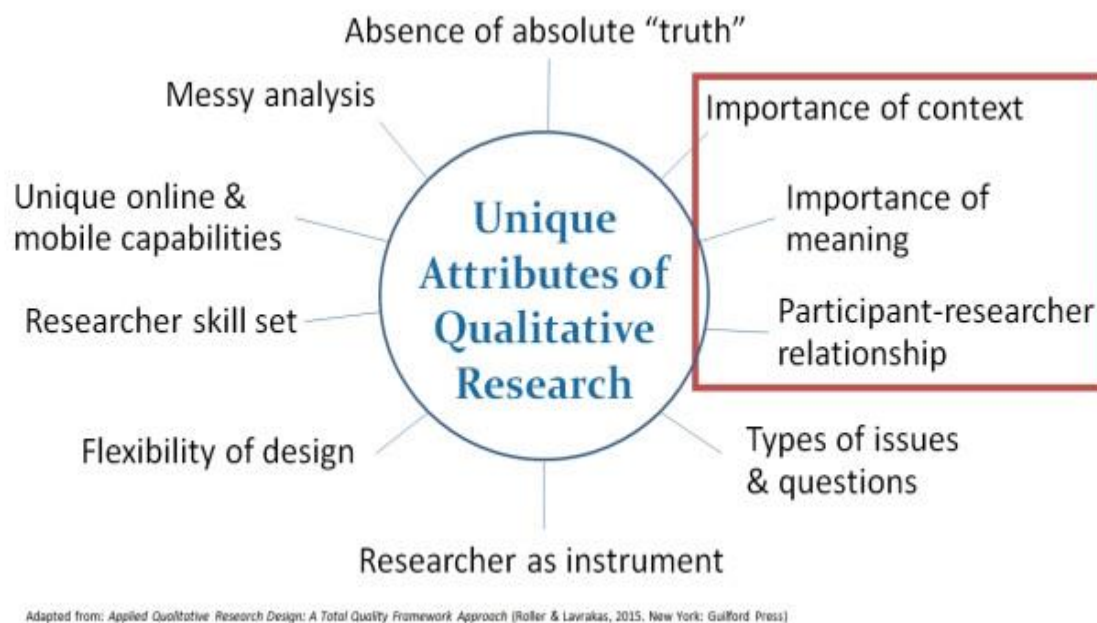 Absence of absolute “truth”
Messy analysis
Importance of context
Unique online &
mobile capabilities
Importance of
meaning
Unique
Attributes of
Qualitative
Research
Researcher skill set
Participant-researcher
relationship
Flexibility of design
Types of issues
& questions
Researcher as instrument
Adapted from: Applied Qualitative Research Design: A Total Quality Framework Approach (Roller & Lavrakas, 2015. New York: Guilford Press)